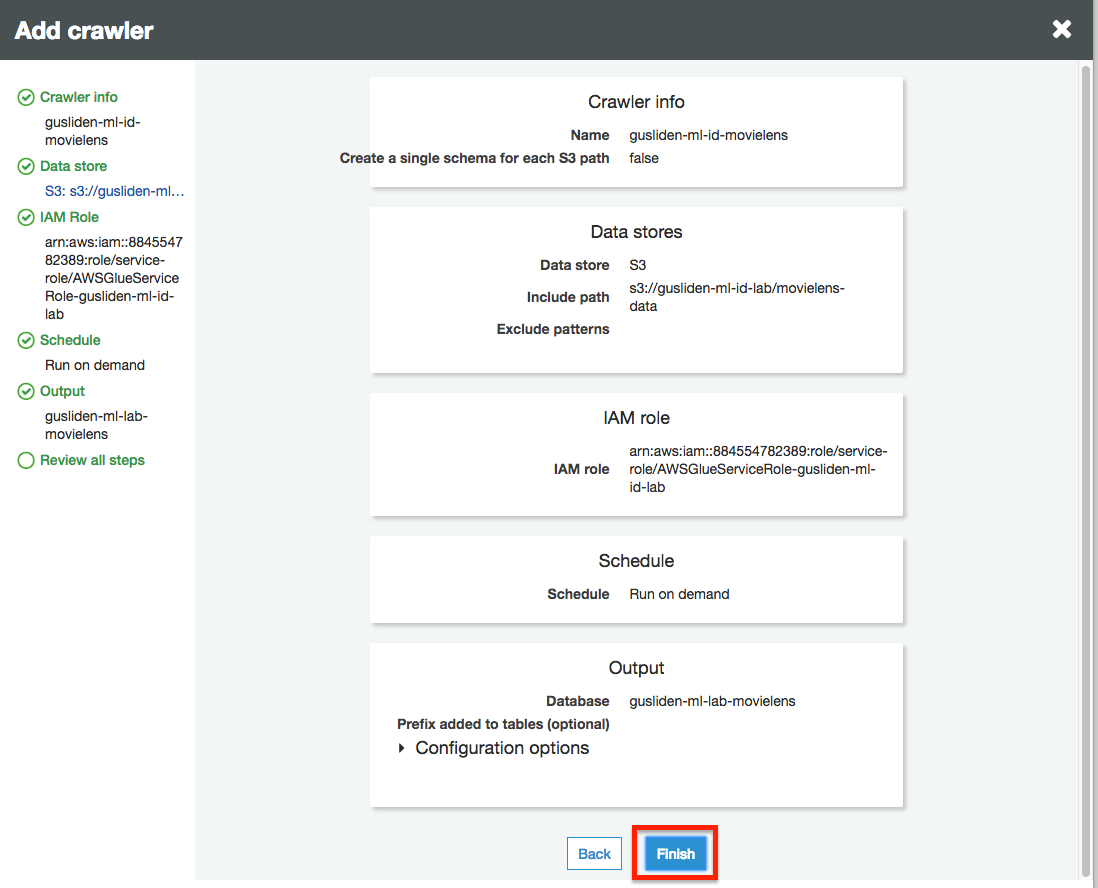 Add crawler
Crawler info
gusliden-ml-id-
movielens
Data store
S3: s3://gusliden-ml...
IAM Role
arn:aws:iam::8845547
82389:role/service-
role/AWSGlueService
Role-gusliden-ml-id-
lab
Schedule
Run on demand
Output
gusliden-ml-lab-
movielens
Review all steps
Crawler info
Name gusliden-ml-id-movielens
Create a single schema for each S3 path false
Data stores
Data store S3
Include path s3://gusliden-ml-id-lab/movielens-
data
Exclude patterns
IAM role
IAM role arn:aws:iam::884554782389:role/service-
role/AWSGlueServiceRole-gusliden-ml-
id-lab
Schedule
Schedule Run on demand
Output
Database gusliden-ml-lab-movielens
Prefix added to tables (optional)
Configuration options
Back Finish